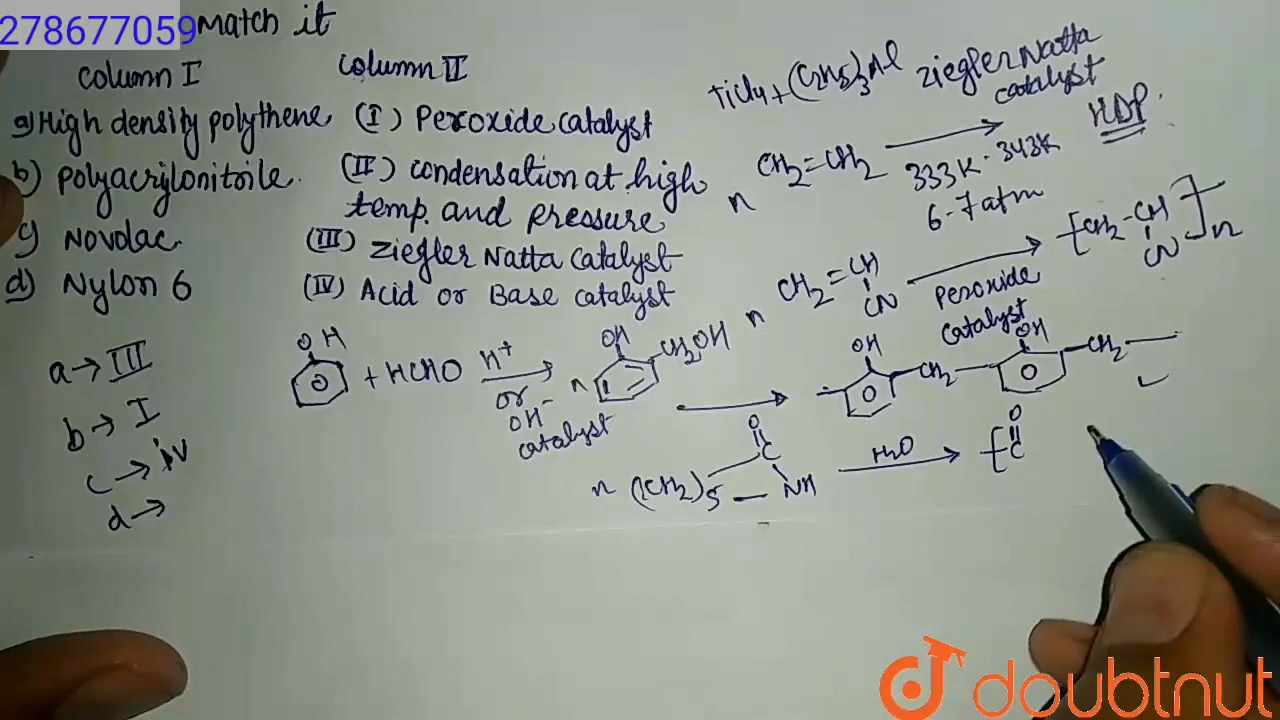 278677059 Match it
Column I
Column II
a) High density polythene (I) Peroxide catalyst
b) Polyacrylonitoile. (II) condensation at high
temp. and pressure
c) Novolac. (III) Ziegler Natta Catalyst
d) Nylon 6 (IV) Acid or Base catalyst
TiCl4 + (C2H5)3Al Ziegler Natta
catalyst
n CH2=CH2 → HDP.
333K-343K
6-7 atm
n CH2=CH → [CH2-CH]n
CN CN
Peroxide
catalyst
a → III
b → I
c → iv
d →
OH OH OH OH
+ HCHO H+ → n CH2OH → CH2 CH2
or
OH-
catalyst
O O
n (CH2)5 — NH C H2O → [C
doubtnut